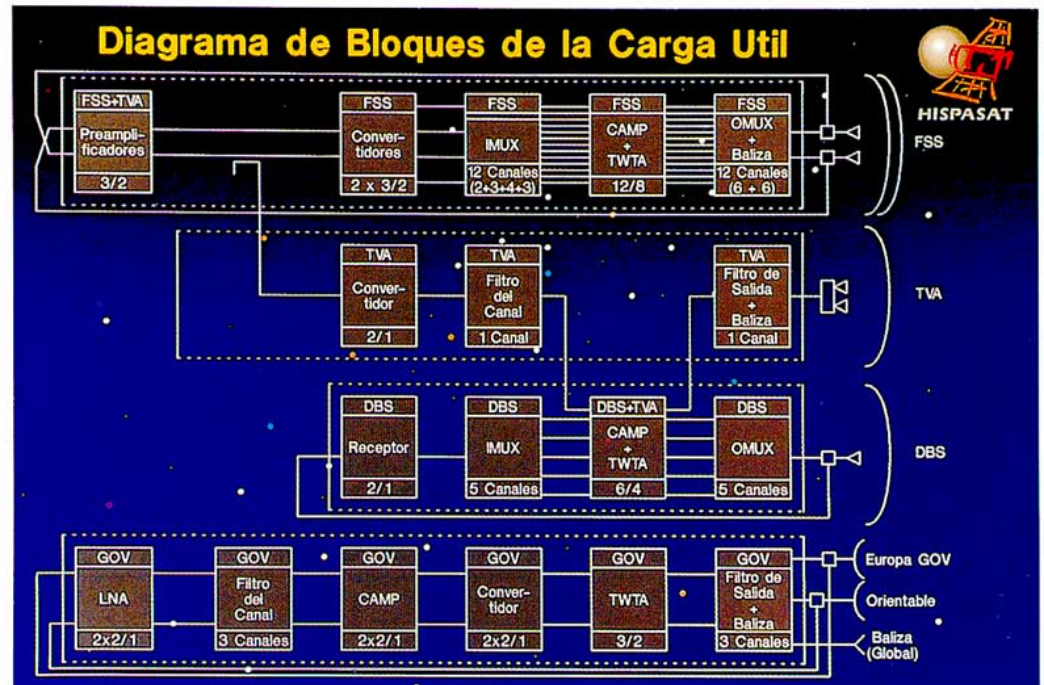 Diagrama de Bloques de la Carga Util
HISPASAT
FSS+TVA
Preampli-
ficadores
3/2
FSS
Conver-
tidores
2 x 3/2
FSS
IMUX
12 Canales
(2+3+4+3)
FSS
CAMP
+
TWTA
12/8
FSS
OMUX
+
Baliza
12 Canales
(6 + 6)
FSS
TVA
Conver-
tidor
2/1
TVA
Filtro
del
Canal
1 Canal
TVA
Filtro de
Salida
+
Baliza
1 Canal
TVA
DBS
Receptor
2/1
DBS
IMUX
5 Canales
DBS+TVA
CAMP
+
TWTA
6/4
DBS
OMUX
5 Canales
DBS
GOV
LNA
2x2/1
GOV
Filtro
del
Canal
3 Canales
GOV
CAMP
2x2/1
GOV
Conver-
tidor
2x2/1
GOV
TWTA
3/2
GOV
Filtro de
Salida
+
Baliza
3 Canales
Europa GOV
Orientable
Baliza
(Global)